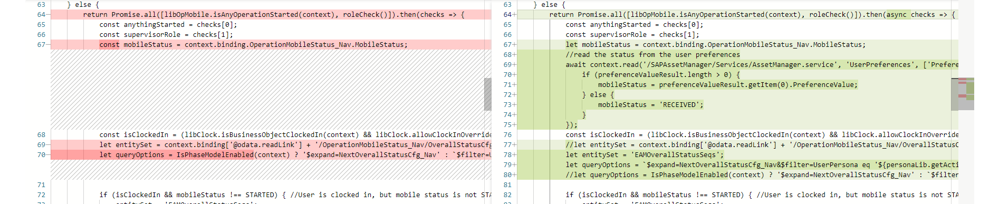 63 } else {
64 return Promise.all([libOpMobile.isAnyOperationStarted(context), roleCheck()]).then(checks => {
65 const anythingStarted = checks[0];
66 const supervisorRole = checks[1];
67 const mobileStatus = context.binding.OperationMobileStatus_Nav.MobileStatus;
68 const isClockedIn = (libClock.isBusinessObjectClockedIn(context) && libClock.allowClockInOverride
69 let entitySet = context.binding['@odata.readLink'] + '/OperationMobileStatus_Nav/OverallStatusCfg
70 let queryOptions = IsPhaseModelEnabled(context) ? '$expand=NextOverallStatusCfg_Nav' : `$filter=U
71
72 if (isClockedIn && mobileStatus !== STARTED) { //User is clocked in, but mobile status is not STA
63 } else {
64+ return Promise.all([libOpMobile.isAnyOperationStarted(context), roleCheck()]).then(async checks => {
65 const anythingStarted = checks[0];
66 const supervisorRole = checks[1];
67+ let mobileStatus = context.binding.OperationMobileStatus_Nav.MobileStatus;
68+ //read the status from the user preferences
69+ await context.read('/SAPAssetManager/Services/AssetManager.service', 'UserPreferences', ['Prefere
70+ if (preferenceValueResult.length > 0) {
71+ mobileStatus = preferenceValueResult.getItem(0).PreferenceValue;
72+ } else {
73+ mobileStatus = 'RECEIVED';
74+ }
75+ });
76 const isClockedIn = (libClock.isBusinessObjectClockedIn(context) && libClock.allowClockInOverride
77+ //let entitySet = context.binding['@odata.readLink'] + '/OperationMobileStatus_Nav/OverallStatusC
78+ let entitySet = 'EAMOverallStatusSeqs';
79+ let queryOptions = `$expand=NextOverallStatusCfg_Nav&$filter=UserPersona eq '${personaLib.getActi
80+ //let queryOptions = IsPhaseModelEnabled(context) ? '$expand=NextOverallStatusCfg_Nav' : `$filter
81
82 if (isClockedIn && mobileStatus !== STARTED) { //User is clocked in, but mobile status is not STA